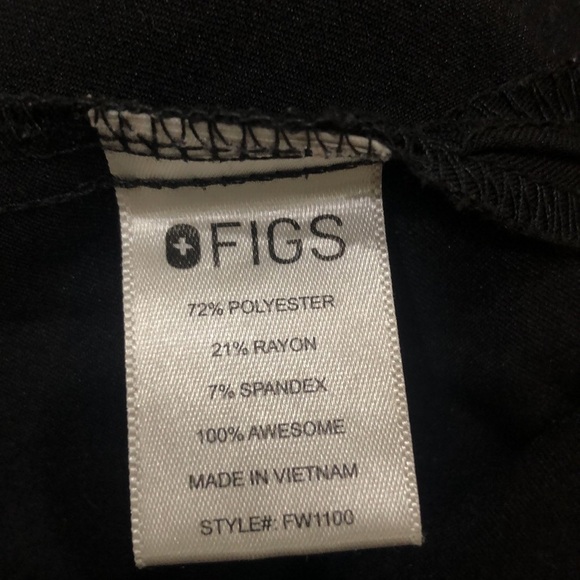 FIGS
72% POLYESTER
21% RAYON
7% SPANDEX
100% AWESOME
MADE IN VIETNAM
STYLE#: FW1100